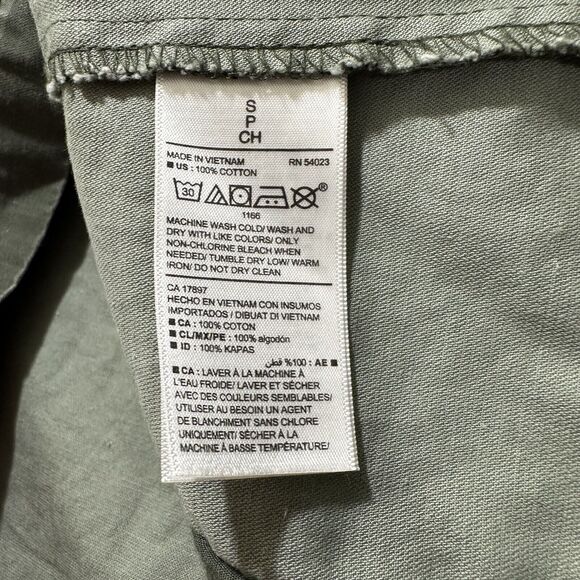 S
P
CH
MADE IN VIETNAM RN 54023
■ US : 100% COTTON
30
®
1166
MACHINE WASH COLD/ WASH AND
DRY WITH LIKE COLORS/ ONLY
NON-CHLORINE BLEACH WHEN
NEEDED/ TUMBLE DRY LOW/ WARM
IRON/ DO NOT DRY CLEAN
CA 17897
HECHO EN VIETNAM CON INSUMOS
IMPORTADOS / DIBUAT DI VIETNAM
■ CA : 100% COTON
■ CL/MX/PE : 100% algodón
■ ID : 100% KAPAS
■ AE : %100 قطن
■ CA : LAVER À LA MACHINE À
L'EAU FROIDE/ LAVER ET SÉCHER
AVEC DES COULEURS SEMBLABLES/
UTILISER AU BESOIN UN AGENT
DE BLANCHIMENT SANS CHLORE
UNIQUEMENT/ SÉCHER À LA
MACHINE À BASSE TEMPÉRATURE/